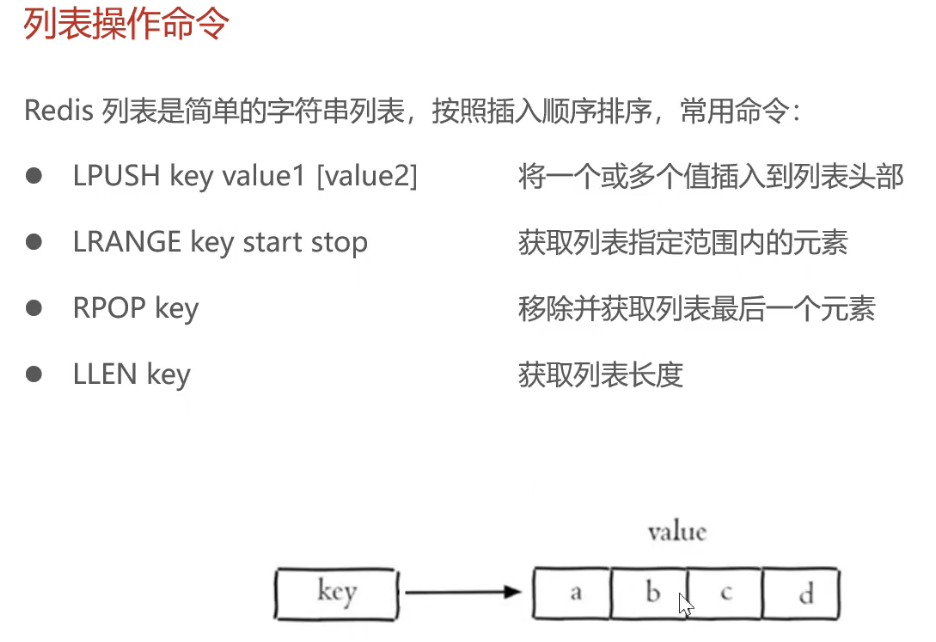 列表操作命令
Redis 列表是简单的字符串列表，按照插入顺序排序，常用命令：
● LPUSH key value1 [value2] 将一个或多个值插入到列表头部
● LRANGE key start stop 获取列表指定范围内的元素
● RPOP key 移除并获取列表最后一个元素
● LLEN key 获取列表长度
value
key a b c d